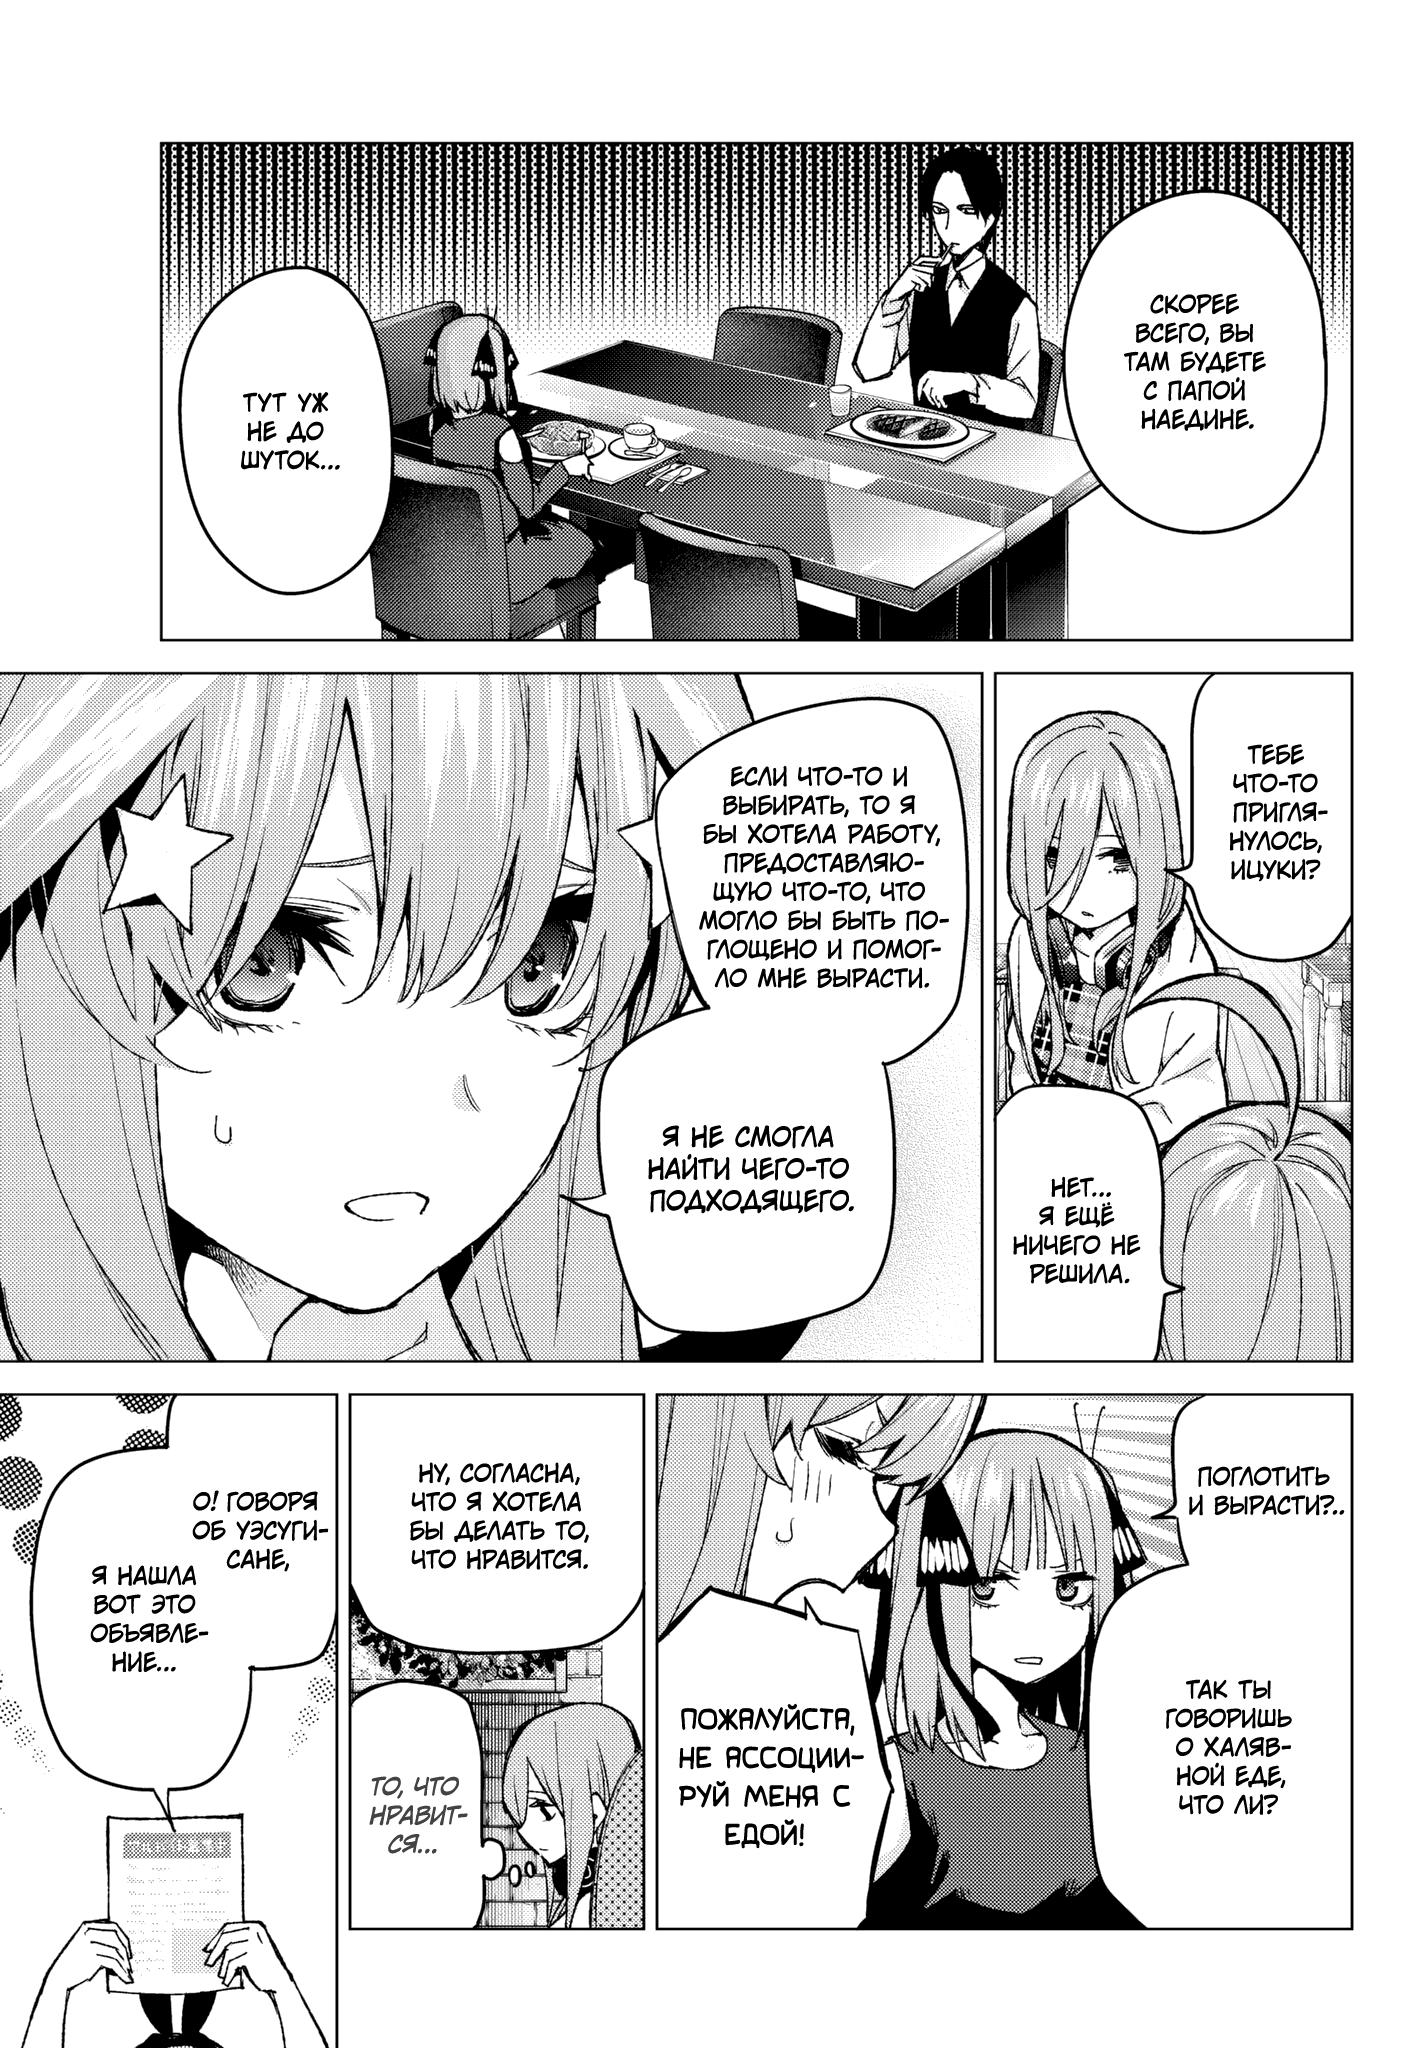 СКОРЕЕ
ВСЕГО, ВЫ
ТАМ БУДЕТЕ
С ПАПОЙ
НАЕДИНЕ.
ТУТ УЖ
НЕ ДО
ШУТОК...
ТЕБЕ
ЧТО-ТО
ПРИГЛЯ-
НУЛОСЬ,
ИЦУКИ?
НЕТ...
Я ЕЩЁ
НИЧЕГО НЕ
РЕШИЛА.
ЕСЛИ ЧТО-ТО И
ВЫБИРАТЬ, ТО Я
БЫ ХОТЕЛА РАБОТУ,
ПРЕДОСТАВЛЯЮ-
ЩУЮ ЧТО-ТО, ЧТО
МОГЛО БЫ БЫТЬ ПО-
ГЛОЩЕНО И ПОМОГ-
ЛО МНЕ ВЫРАСТИ.
Я НЕ СМОГЛА
НАЙТИ ЧЕГО-ТО
ПОДХОДЯЩЕГО.
ПОГЛОТИТЬ
И ВЫРАСТИ?..
ТАК ТЫ
ГОВОРИШЬ
О ХАЛЯВ-
НОЙ ЕДЕ,
ЧТО ЛИ?
ПОЖАЛУЙСТА,
НЕ АССОЦИИ-
РУЙ МЕНЯ С
ЕДОЙ!
НУ, СОГЛАСНА,
ЧТО Я ХОТЕЛА
БЫ ДЕЛАТЬ ТО,
ЧТО НРАВИТСЯ.
ТО, ЧТО
НРАВИТ-
СЯ...
О! ГОВОРЯ
ОБ УЭСУГИ-
САНЕ,
Я НАШЛА
ВОТ ЭТО
ОБЪЯВЛЕ-
НИЕ...